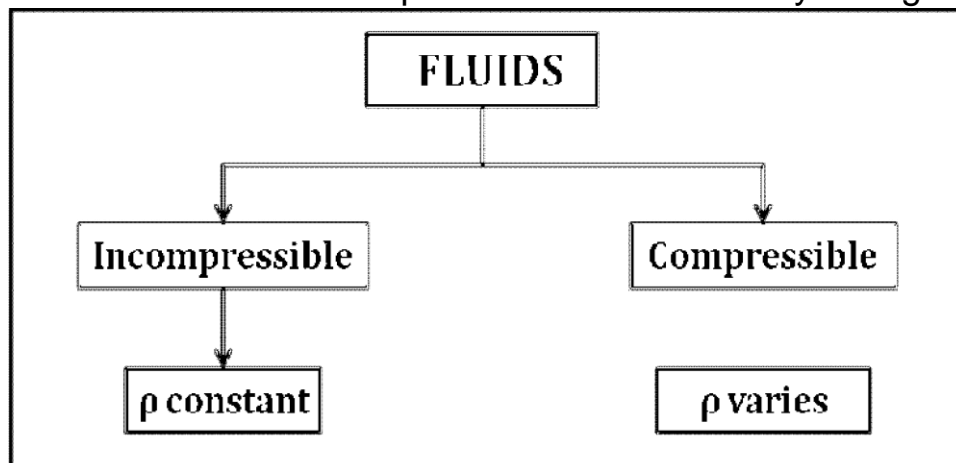 FLUIDS
Incompressible
Compressible
ρ constant
ρ varies